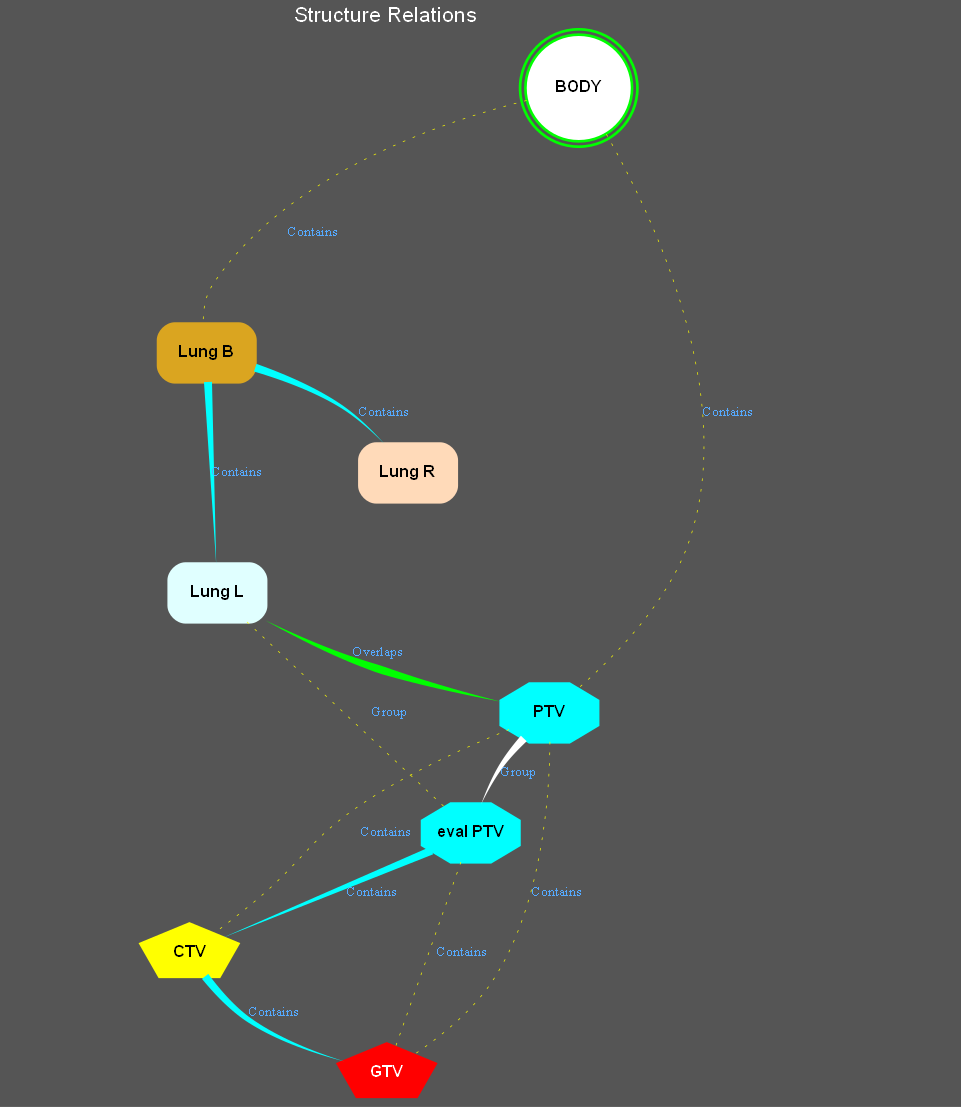 Structure Relations
BODY
Contains
Lung B
Contains
Contains
Lung R
Contains
Lung L
Overlaps
Group
PTV
Group
Contains
eval PTV
Contains
Contains
CTV
Contains
Contains
GTV